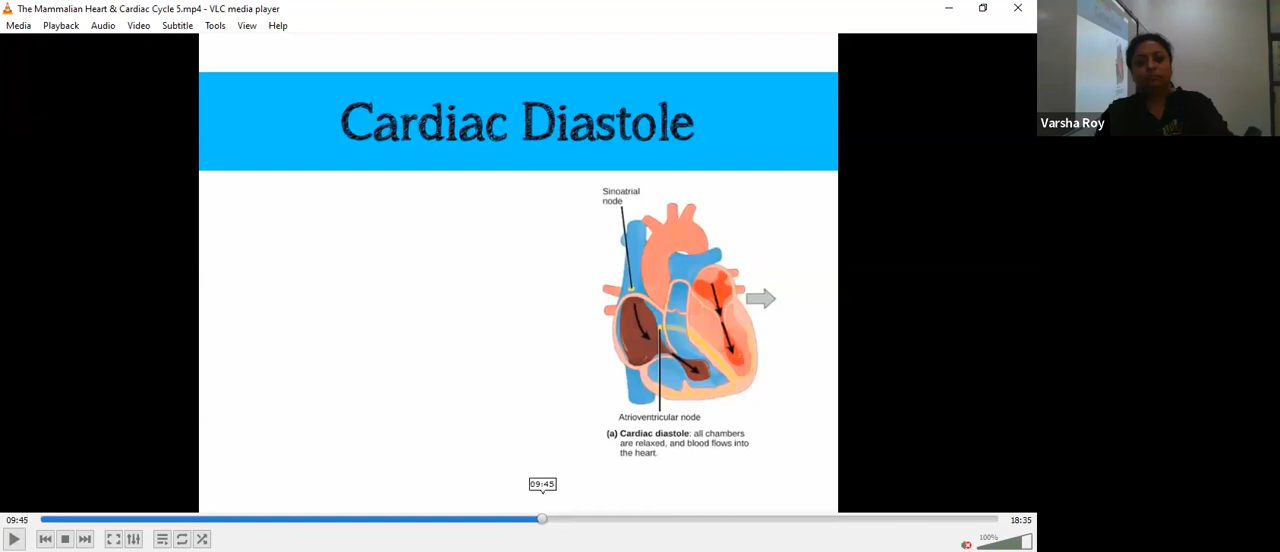 The Mammalian Heart & Cardiac Cycle 5.mp4 - VLC media player
Media Playback Audio Video Subtitle Tools View Help
Varsha Roy
Cardiac Diastole
Sinoatrial
node
Atrioventricular node
(a) Cardiac diastole: all chambers
are relaxed, and blood flows into
the heart.
09:45
09:45
18:35
100%